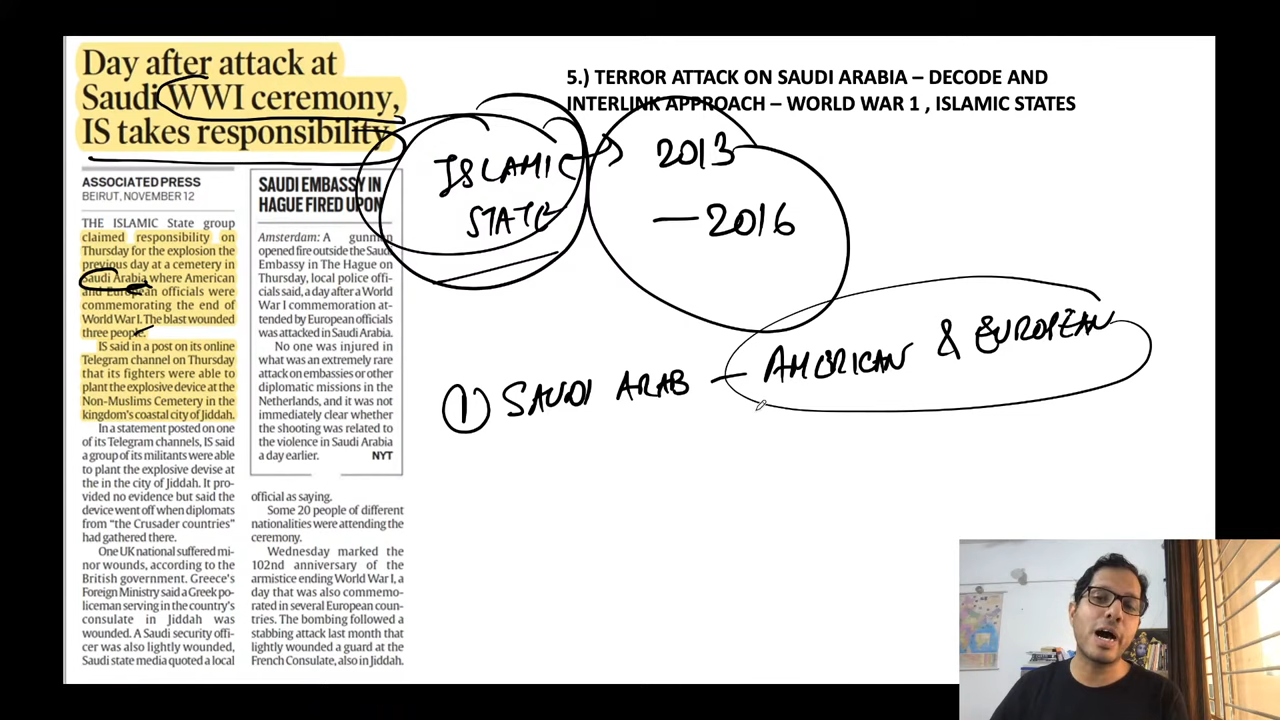 Day after attack at
Saudi WWI ceremony,
IS takes responsibility
ASSOCIATED PRESS
BEIRUT, NOVEMBER 12
THE ISLAMIC State group
claimed responsibility on
Thursday for the explosion the
previous day at a cemetery in
Saudi Arabia where American
and European officials were
commemorating the end of
World War I. The blast wounded
three people.
IS said in a post on its online
Telegram channel on Thursday
that its fighters were able to
plant the explosive device at the
Non-Muslims Cemetery in the
kingdom's coastal city of Jiddah.
In a statement posted on one
of its Telegram channels, IS said
a group of its militants were able
to plant the explosive devise at
the in the city of Jiddah. It pro-
vided no evidence but said the
device went off when diplomats
from "the Crusader countries"
had gathered there.
One UK national suffered mi-
nor wounds, according to the
British government. Greece's
Foreign Ministry said a Greek po-
liceman serving in the country's
consulate in Jiddah was
wounded. A Saudi security offi-
cer was also lightly wounded,
Saudi state media quoted a local
SAUDI EMBASSY IN
HAGUE FIRED UPON
Amsterdam: A gunman
opened fire outside the Saudi
Embassy in The Hague on
Thursday, local police offi-
cials said, a day after a World
War I commemoration at-
tended by European officials
was attacked in Saudi Arabia.
No one was injured in
what was an extremely rare
attack on embassies or other
diplomatic missions in the
Netherlands, and it was not
immediately clear whether
the shooting was related to
the violence in Saudi Arabia
a day earlier. NYT
official as saying.
Some 20 people of different
nationalities were attending the
ceremony.
Wednesday marked the
102nd anniversary of the
armistice ending World War I, a
day that was also commemo-
rated in several European coun-
tries. The bombing followed a
stabbing attack last month that
lightly wounded a guard at the
French Consulate, also in Jiddah.
5.) TERROR ATTACK ON SAUDI ARABIA – DECODE AND
INTERLINK APPROACH – WORLD WAR 1 , ISLAMIC STATES
ISLAMIC → 2013
STATE — 2016
① SAUDI ARAB — AMERICAN & EUROPEAN